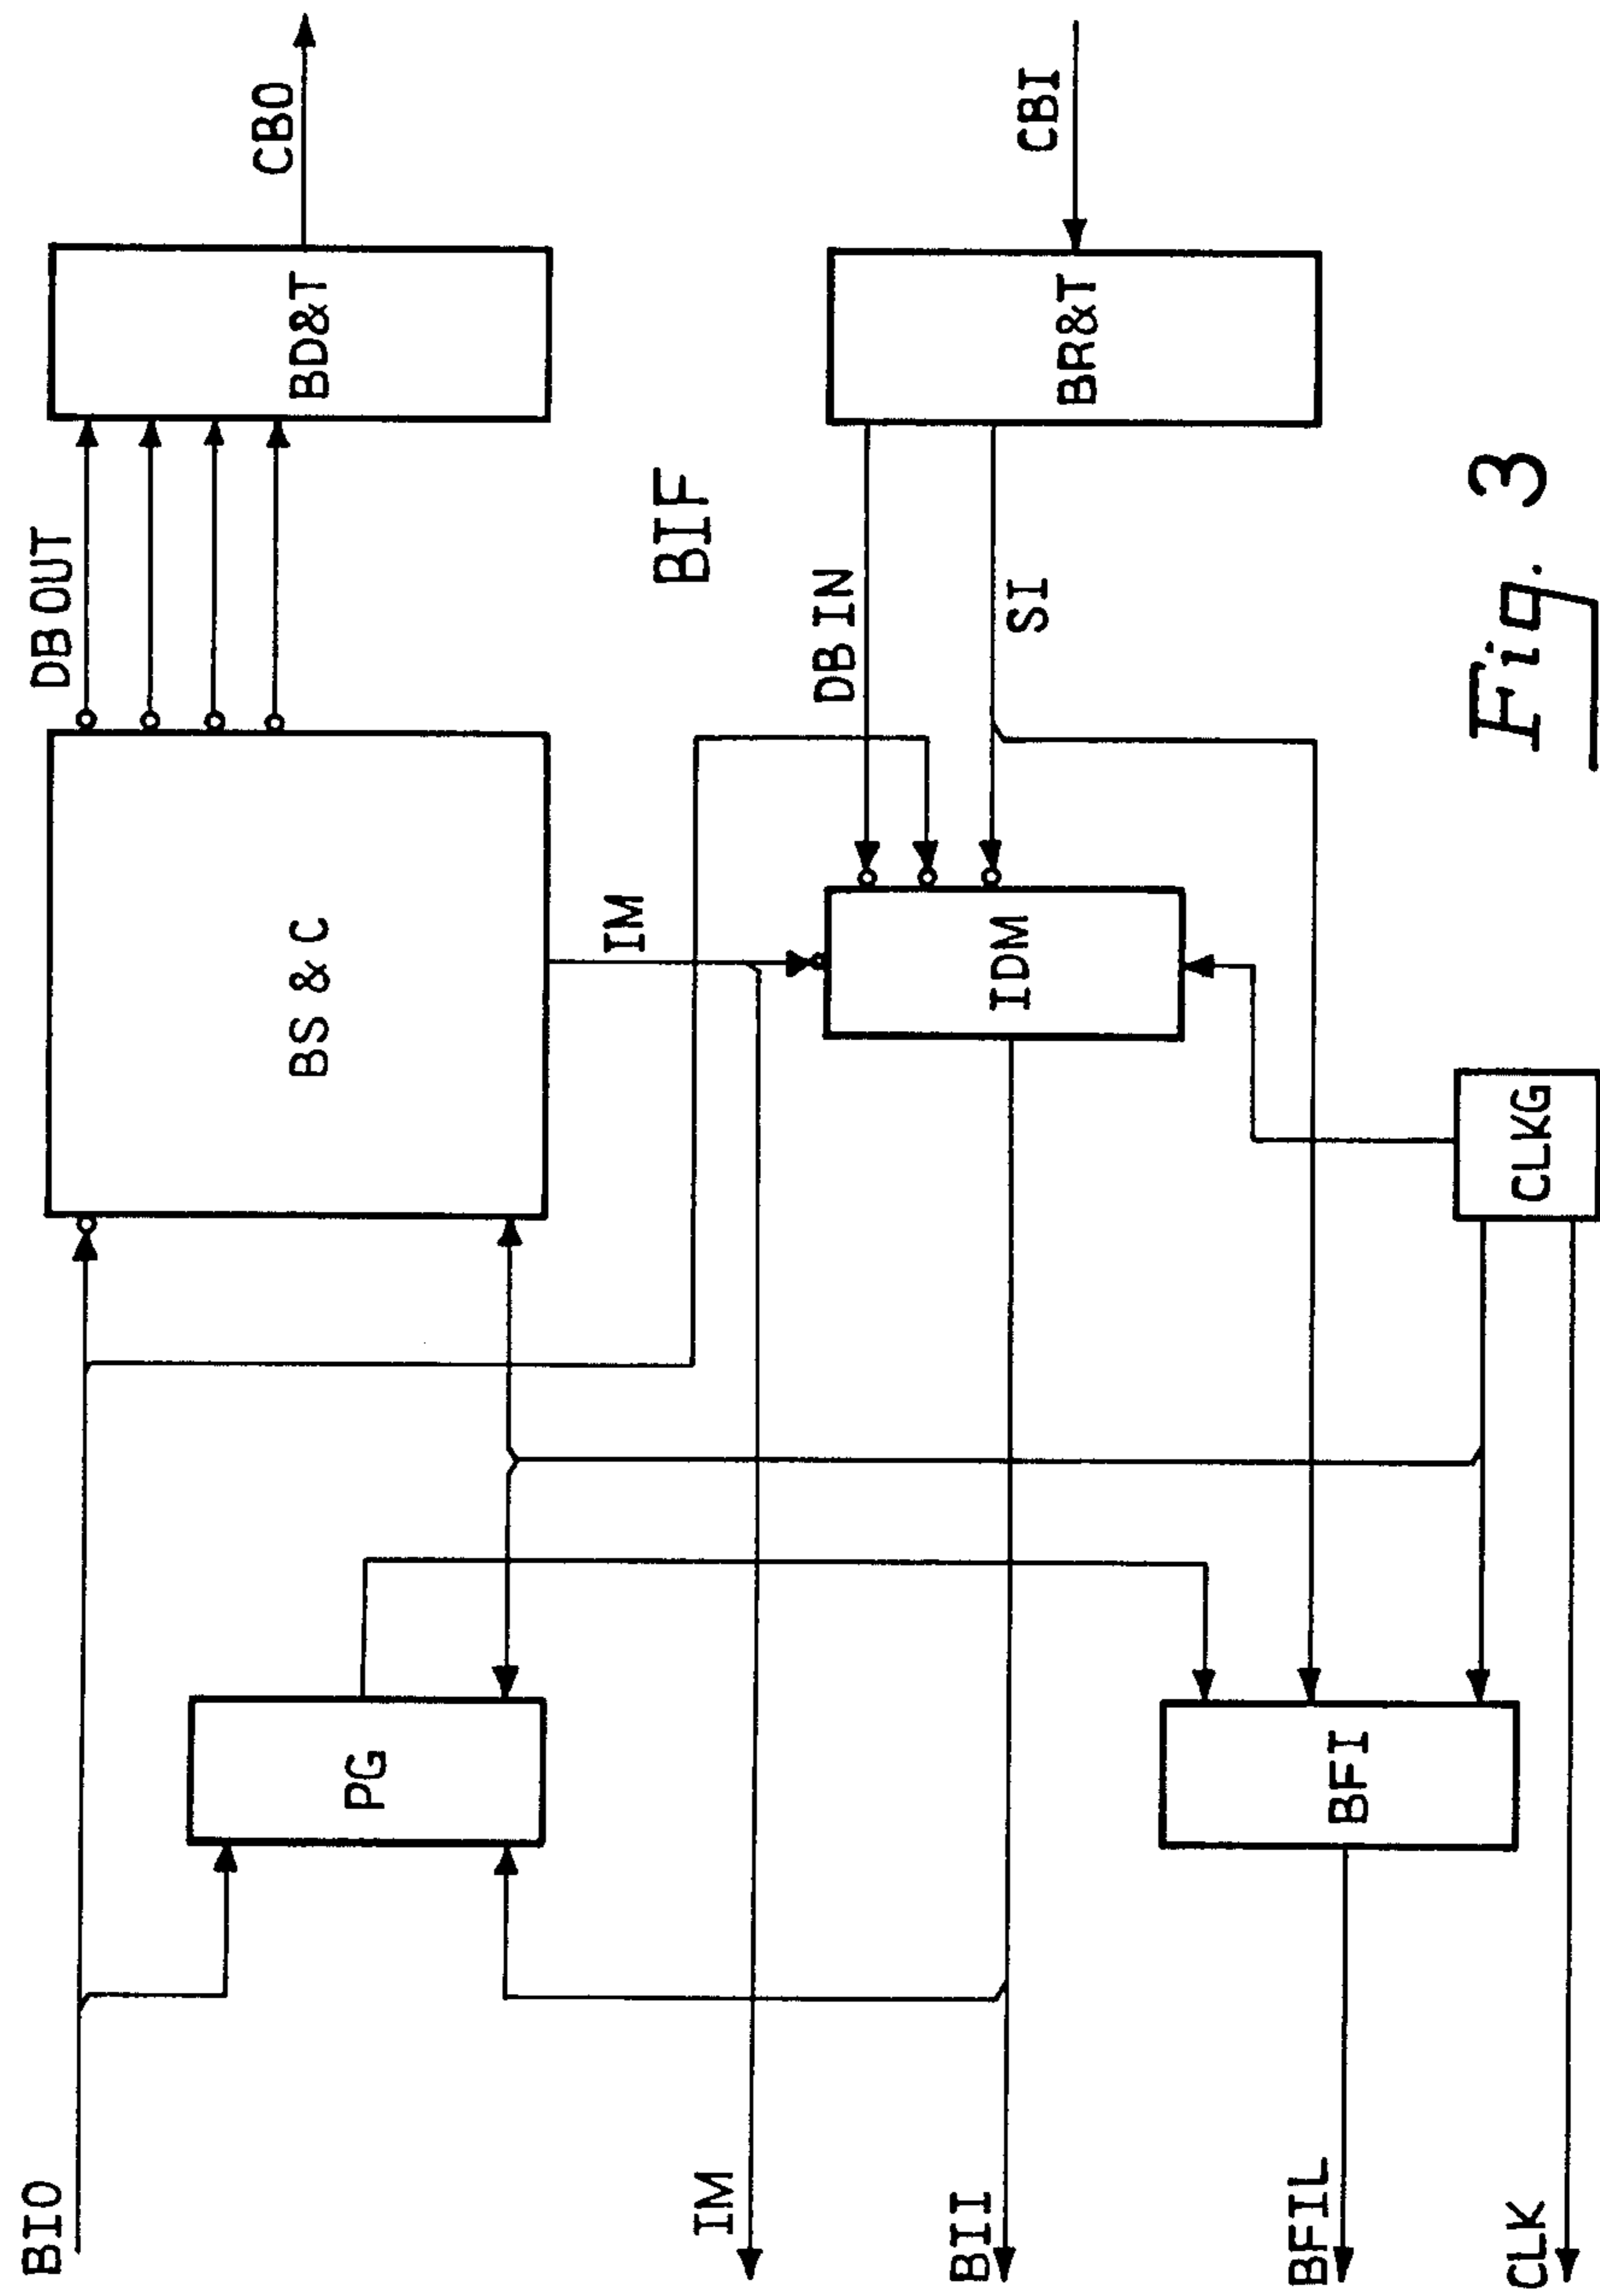 BIO
PG
BS & C
DB OUT
BD&T
CBO
IM
IM
BIF
BII
IDM
DB IN
SI
BR&T
CBI
BFIL
BFI
CLK
CLKG
Fig. 3